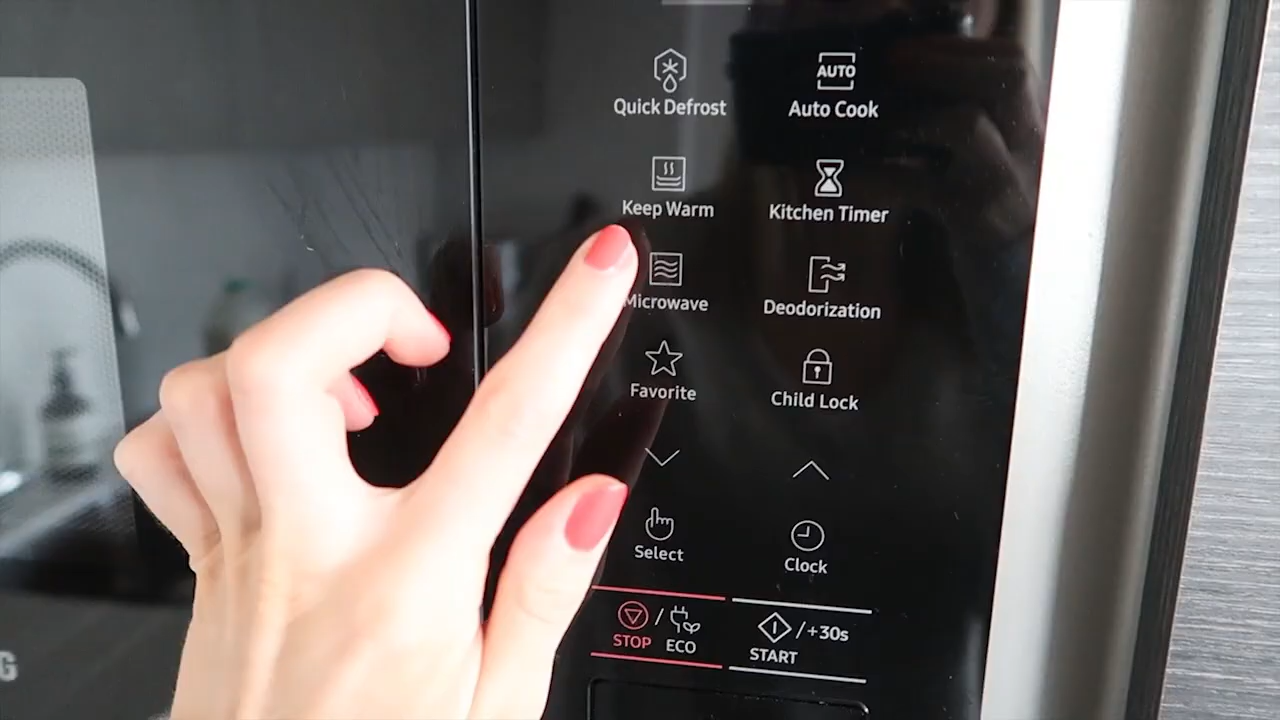 AUTO
Quick Defrost
Auto Cook
Keep Warm
Kitchen Timer
Microwave
Deodorization
Favorite
Child Lock
Select
Clock
STOP / ECO
START / +30s
G